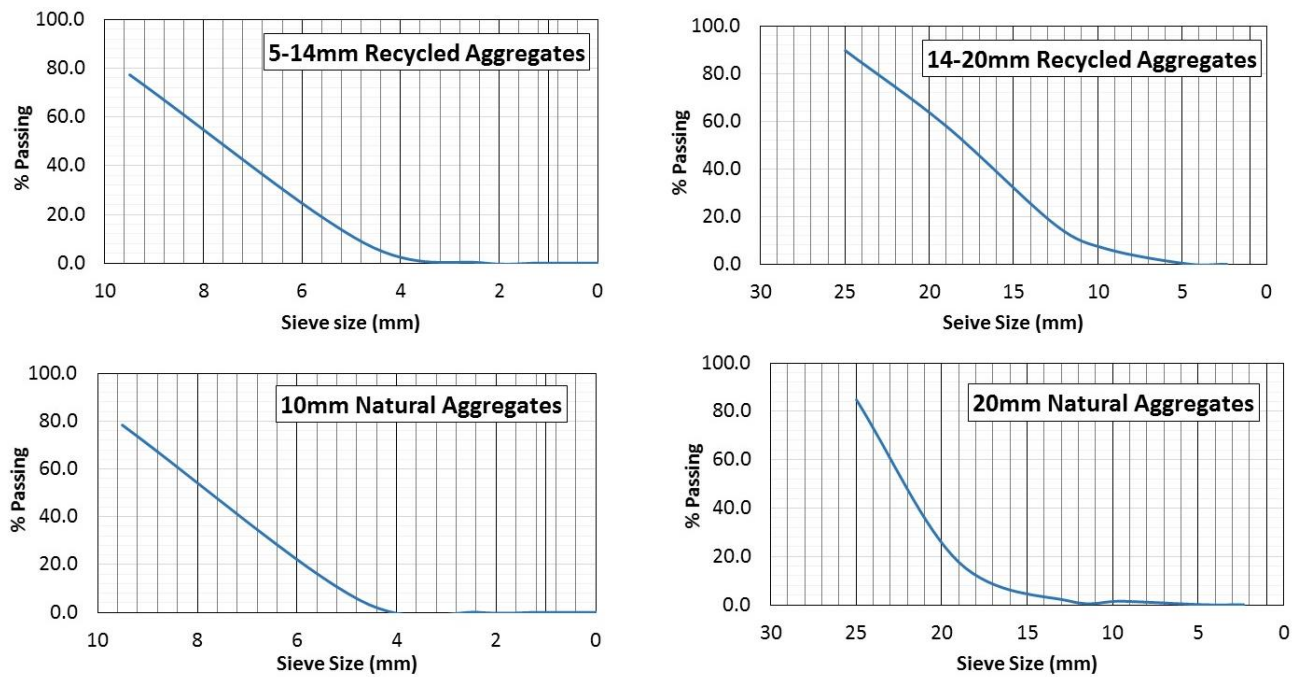 5-14mm Recycled Aggregates
% Passing
100.0
80.0
60.0
40.0
20.0
0.0
10 8 6 4 2 0
Sieve size (mm)
14-20mm Recycled Aggregates
% Passing
100.0
80.0
60.0
40.0
20.0
0.0
30 25 20 15 10 5 0
Seive Size (mm)
10mm Natural Aggregates
% Passing
100.0
80.0
60.0
40.0
20.0
0.0
10 8 6 4 2 0
Sieve Size (mm)
20mm Natural Aggregates
% Passing
100.0
80.0
60.0
40.0
20.0
0.0
30 25 20 15 10 5 0
Sieve Size (mm)